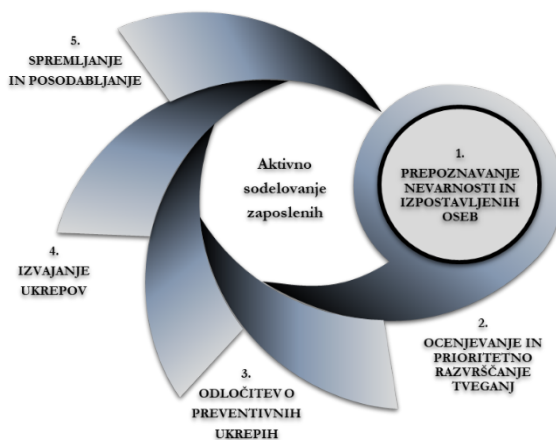 5.
SPREMLJANJE
IN POSODABLJANJE
Aktivno
sodelovanje
zaposlenih
1.
PREPOZNAVANJE
NEVARNOSTI IN
IZPOSTAVLJENIH
OSEB
4.
IZVAJANJE
UKREPOV
2.
OCENJEVANJE IN
PRIORITETNO
RAZVRŠČANJE
TVEGANJ
3.
ODLOČITEV O
PREVENTIVNIH
UKREPIH